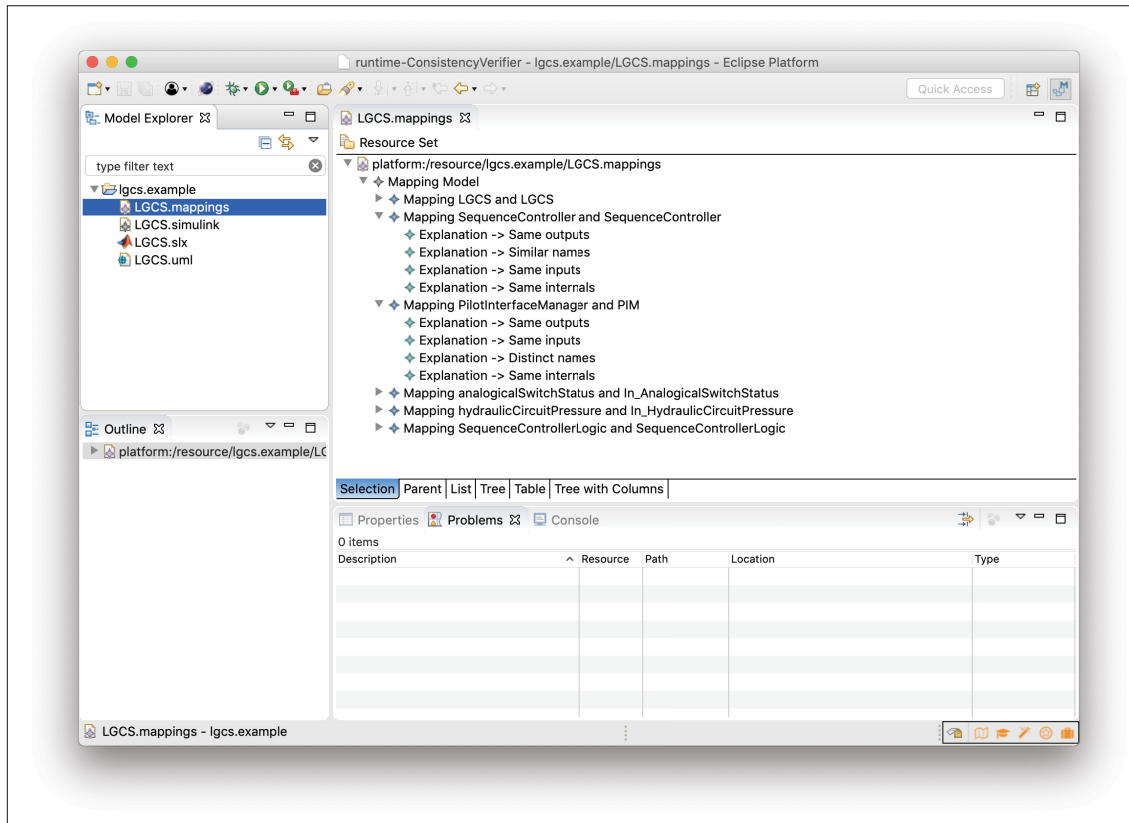 runtime-ConsistencyVerifier - lgcs.example/LGCS.mappings - Eclipse Platform
Quick Access
Model Explorer
type filter text
lgcs.example
LGCS.mappings
LGCS.simulink
LGCS.slx
LGCS.uml
Outline
platform:/resource/lgcs.example/LG
LGCS.mappings
Resource Set
platform:/resource/lgcs.example/LGCS.mappings
Mapping Model
Mapping LGCS and LGCS
Mapping SequenceController and SequenceController
Explanation -> Same outputs
Explanation -> Similar names
Explanation -> Same inputs
Explanation -> Same internals
Mapping PilotInterfaceManager and PIM
Explanation -> Same outputs
Explanation -> Same inputs
Explanation -> Distinct names
Explanation -> Same internals
Mapping analogicalSwitchStatus and In_AnalogicalSwitchStatus
Mapping hydraulicCircuitPressure and In_HydraulicCircuitPressure
Mapping SequenceControllerLogic and SequenceControllerLogic
Selection Parent List Tree Table Tree with Columns
Properties Problems Console
0 items
Description Resource Path Location Type
LGCS.mappings - lgcs.example